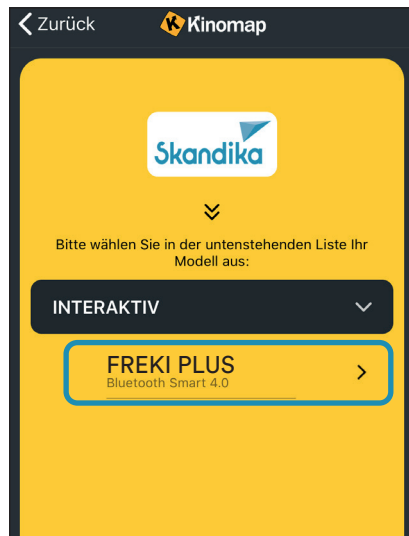 Zurück
Kinomap
Skandika
Bitte wählen Sie in der untenstehenden Liste Ihr
Modell aus:
INTERAKTIV
FREKI PLUS
Bluetooth Smart 4.0